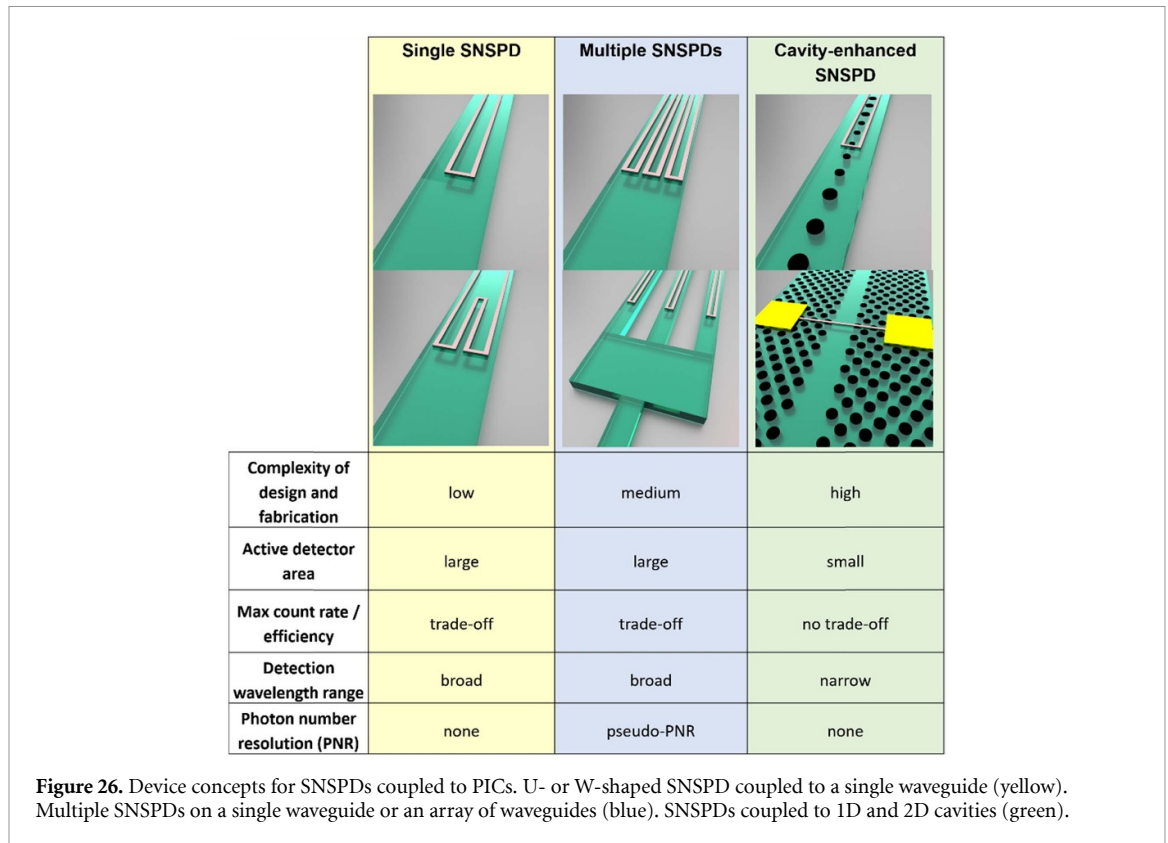 Single SNSPD
Multiple SNSPDs
Cavity-enhanced
SNSPD
Complexity of
design and
fabrication
low
medium
high
Active detector
area
large
large
small
Max count rate /
efficiency
trade-off
trade-off
no trade-off
Detection
wavelength range
broad
broad
narrow
Photon number
resolution (PNR)
none
pseudo-PNR
none
Figure 26. Device concepts for SNSPDs coupled to PICs. U- or W-shaped SNSPD coupled to a single waveguide (yellow).
Multiple SNSPDs on a single waveguide or an array of waveguides (blue). SNSPDs coupled to 1D and 2D cavities (green).